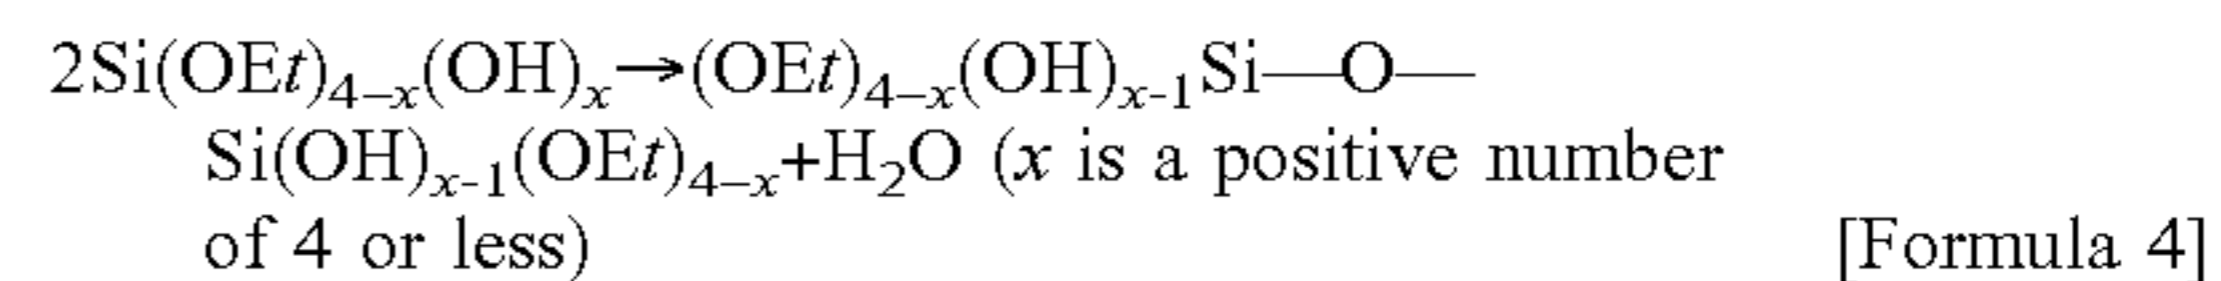 2Si(OEt)₄₋ₓ(OH)ₓ→(OEt)₄₋ₓ(OH)ₓ₋₁Si—O—
Si(OH)ₓ₋₁(OEt)₄₋ₓ+H₂O (x is a positive number
of 4 or less) [Formula 4]